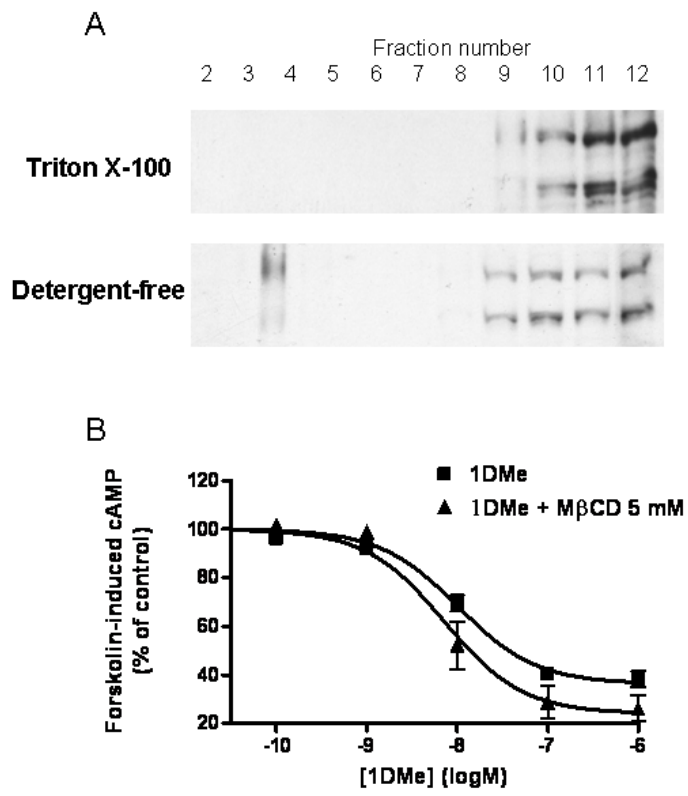 A
Fraction number
2 3 4 5 6 7 8 9 10 11 12
Triton X-100
Detergent-free
B
Forskolin-induced cAMP
(% of control)
120
100
80
60
40
20
1DMe
1DMe + MβCD 5 mM
-10 -9 -8 -7 -6
[1DMe] (logM)